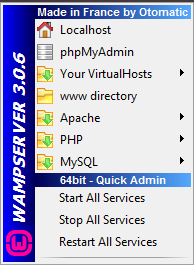 Made in France by Otomatic
WAMPSERVER 3.0.6
Localhost
phpMyAdmin
Your VirtualHosts
www directory
Apache
PHP
MySQL
64bit - Quick Admin
Start All Services
Stop All Services
Restart All Services